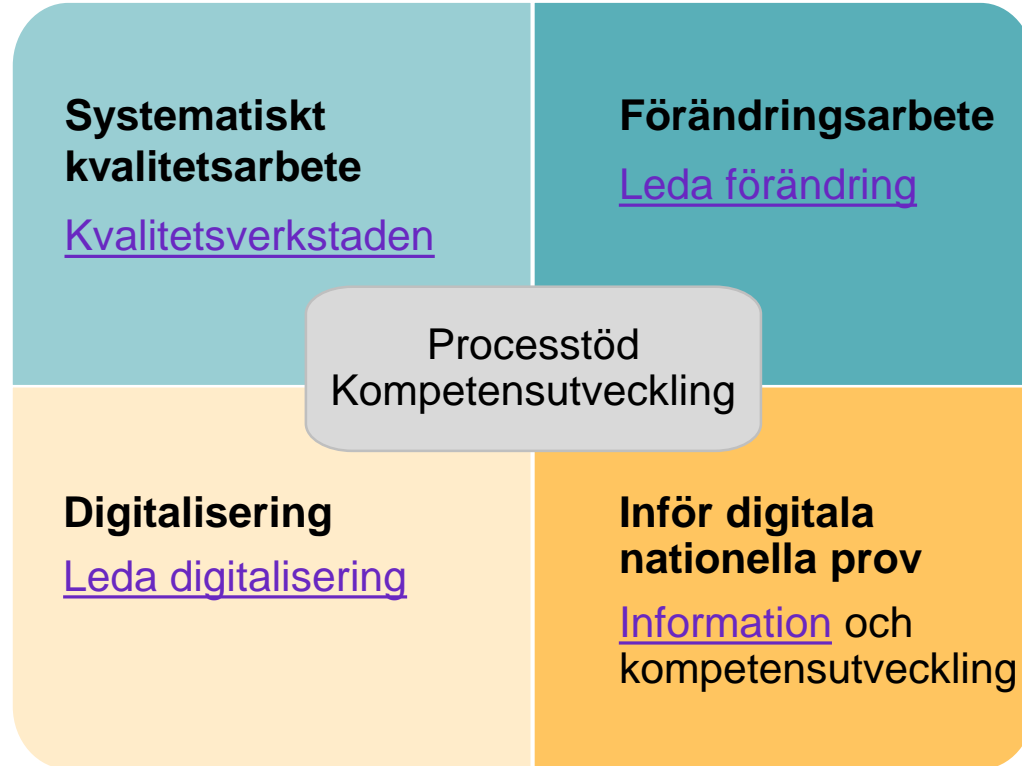 Systematiskt
kvalitetsarbete
Kvalitetsverkstaden
Förändringsarbete
Leda förändring
Processtöd
Kompetensutveckling
Digitalisering
Leda digitalisering
Inför digitala
nationella prov
Information och
kompetensutveckling